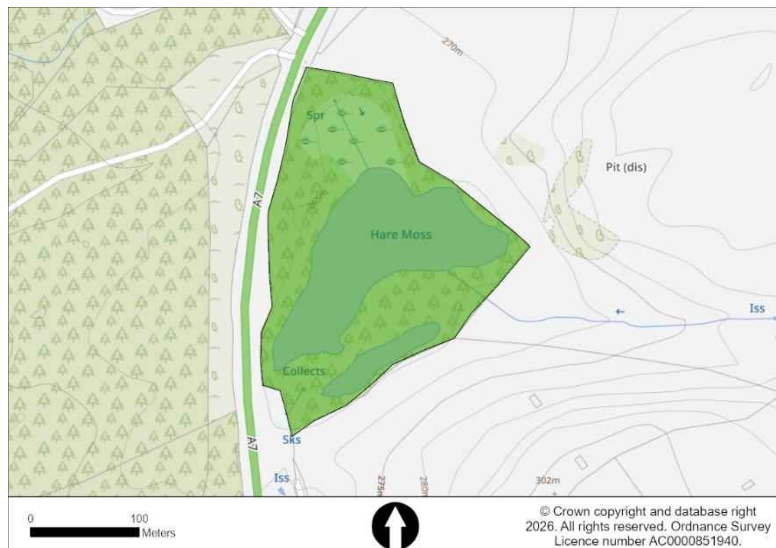 270m
Spr
Pit (dis)
A7
265m
Hare Moss
Iss
Collects
A7
Sks
Iss
275m
280m
302m
0 100
Meters
© Crown copyright and database right
2026. All rights reserved. Ordnance Survey
Licence number AC0000851940.